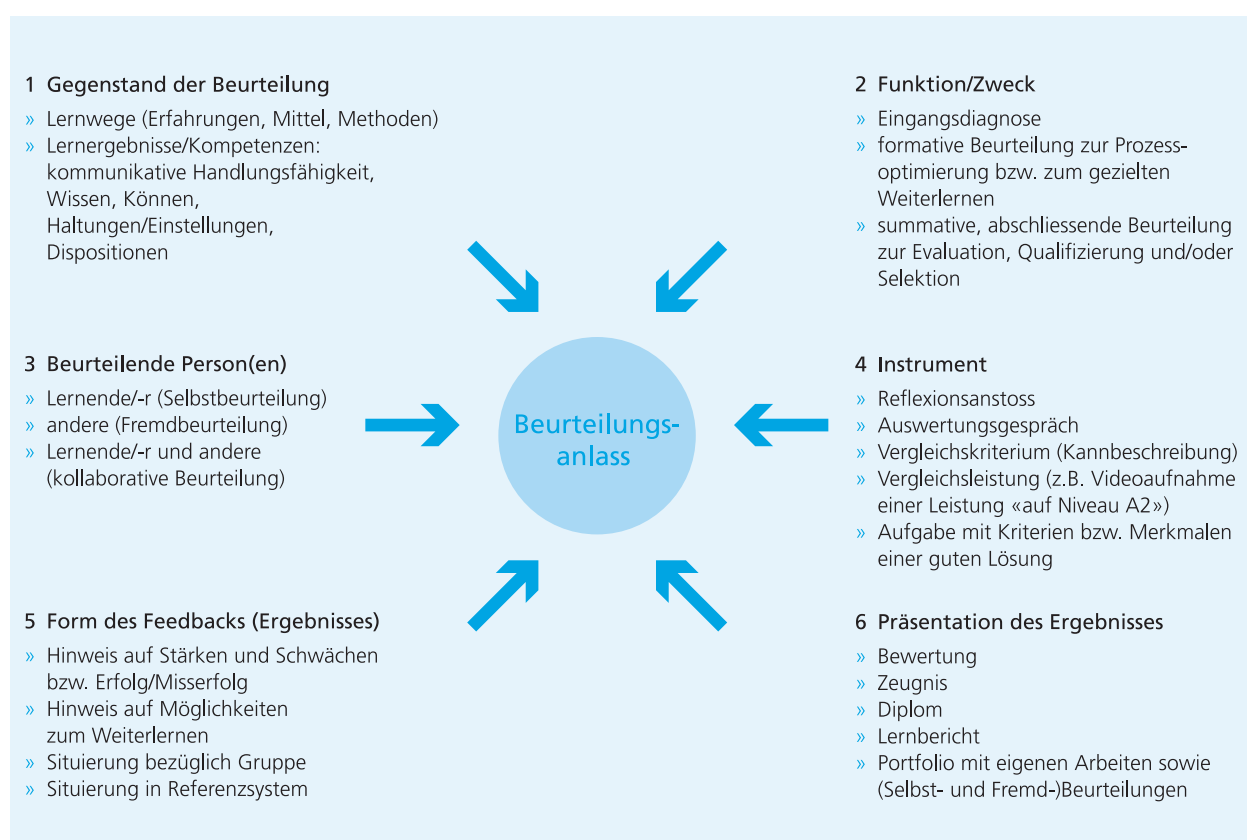 1 Gegenstand der Beurteilung
» Lernwege (Erfahrungen, Mittel, Methoden)
» Lernergebnisse/Kompetenzen:
kommunikative Handlungsfähigkeit,
Wissen, Können,
Haltungen/Einstellungen,
Dispositionen
2 Funktion/Zweck
» Eingangsdiagnose
» formative Beurteilung zur Prozess-
optimierung bzw. zum gezielten
Weiterlernen
» summative, abschliessende Beurteilung
zur Evaluation, Qualifizierung und/oder
Selektion
3 Beurteilende Person(en)
» Lernende/-r (Selbstbeurteilung)
» andere (Fremdbeurteilung)
» Lernende/-r und andere
(kollaborative Beurteilung)
Beurteilungs-
anlass
4 Instrument
» Reflexionsanstoss
» Auswertungsgespräch
» Vergleichskriterium (Kannbeschreibung)
» Vergleichsleistung (z.B. Videoaufnahme
einer Leistung «auf Niveau A2»)
» Aufgabe mit Kriterien bzw. Merkmalen
einer guten Lösung
5 Form des Feedbacks (Ergebnisses)
» Hinweis auf Stärken und Schwächen
bzw. Erfolg/Misserfolg
» Hinweis auf Möglichkeiten
zum Weiterlernen
» Situierung bezüglich Gruppe
» Situierung in Referenzsystem
6 Präsentation des Ergebnisses
» Bewertung
» Zeugnis
» Diplom
» Lernbericht
» Portfolio mit eigenen Arbeiten sowie
(Selbst- und Fremd-)Beurteilungen